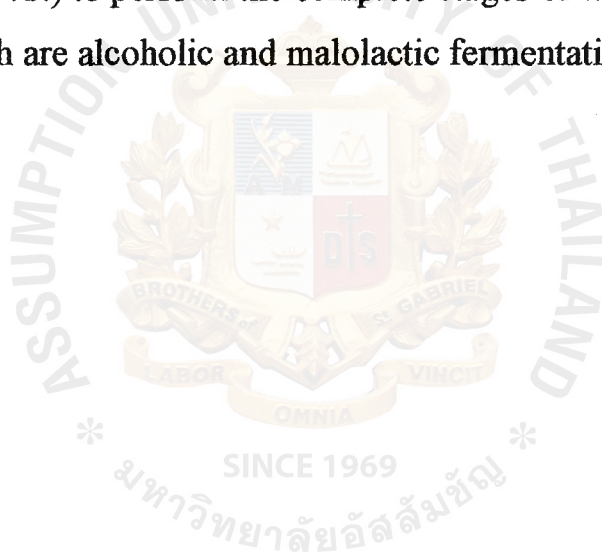 to perform the complete stages of
are alcoholic and malolactic
ASSUMPTION UNIVERSITY OF THAILAND
A M
D S
BROTHERS of St GABRIEL
LABOR VINCIT
OMNIA
* SINCE 1969 *
มหาวิทยาลัยอัสสัมชัญ